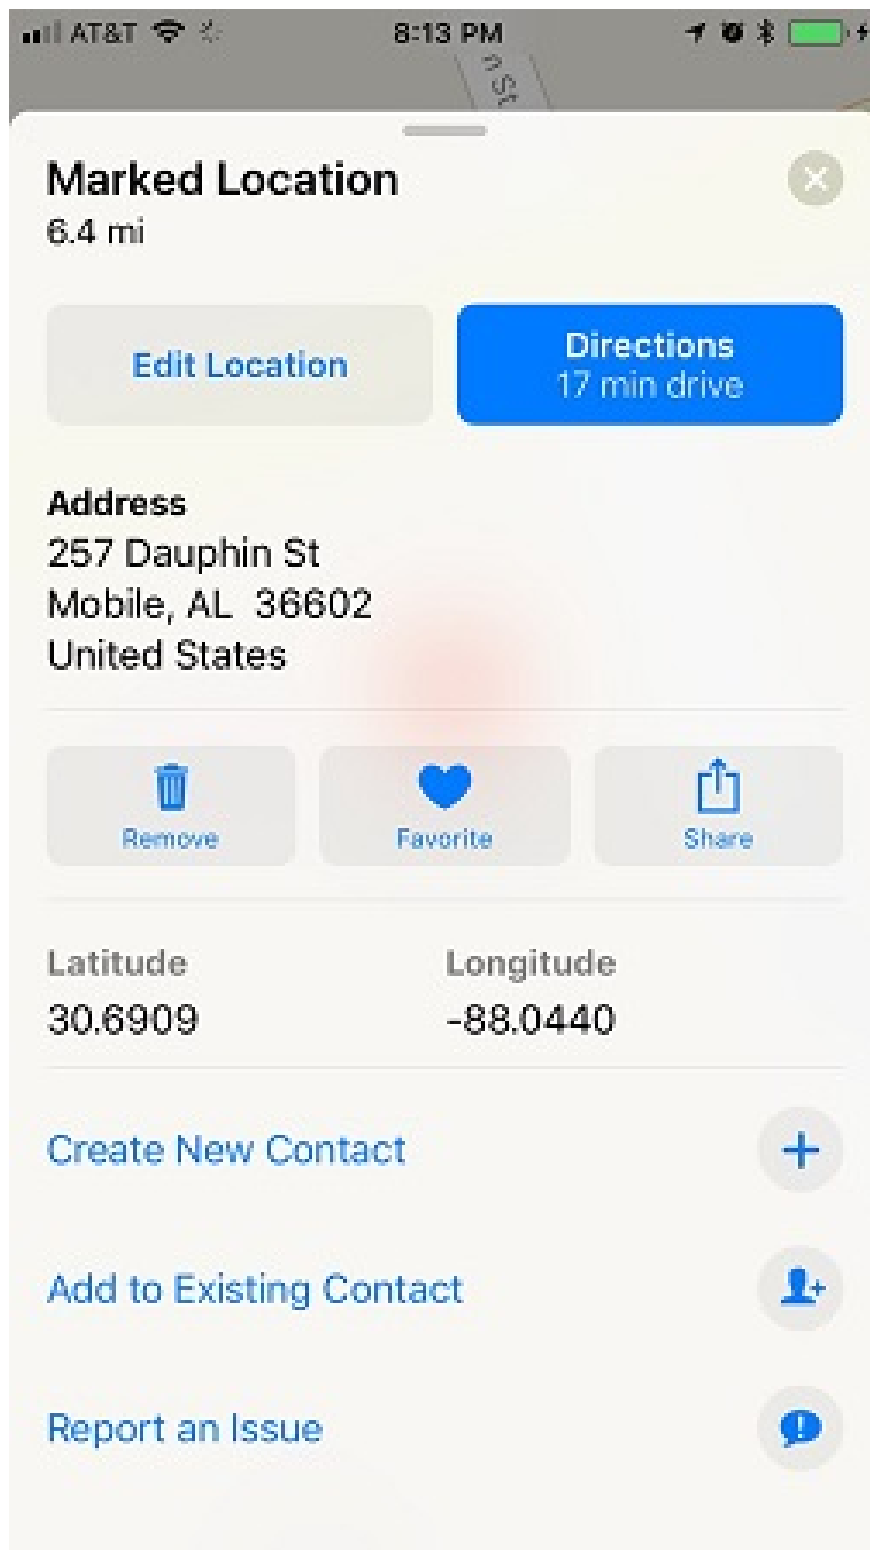 AT&T 8:13 PM
n St
Marked Location
6.4 mi
Edit Location
Directions
17 min drive
Address
257 Dauphin St
Mobile, AL  36602
United States
Remove Favorite Share
Latitude Longitude
30.6909 -88.0440
Create New Contact
Add to Existing Contact
Report an Issue